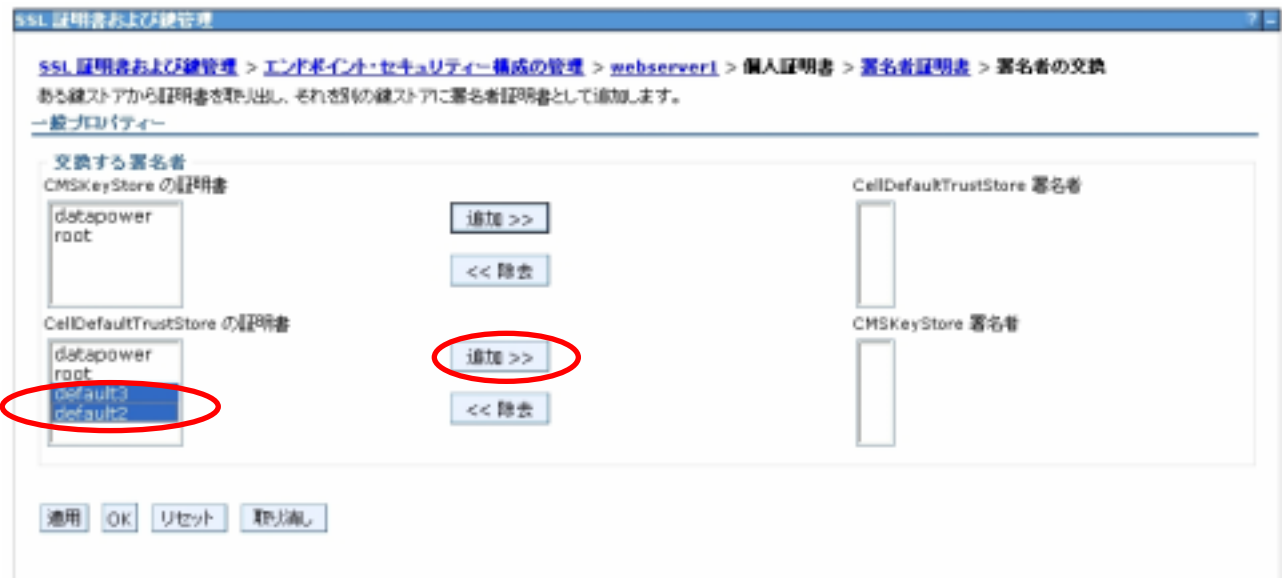 SSL 証明書および鍵管理 ? -
SSL 証明書および鍵管理 > エンドポイント・セキュリティー構成の管理 > webserver1 > 個人証明書 > 署名者証明書 > 署名者の交換
ある鍵ストアから証明書を取り出し、それを別の鍵ストアに署名者証明書として追加します。
一般プロパティー
交換する署名者
CMSKeyStore の証明書
CellDefaultTrustStore 署名者
datapower
root
追加 >>
<< 除去
CellDefaultTrustStore の証明書
CMSKeyStore 署名者
datapower
root
default3
default2
追加 >>
<< 除去
適用 OK リセット 取り消し